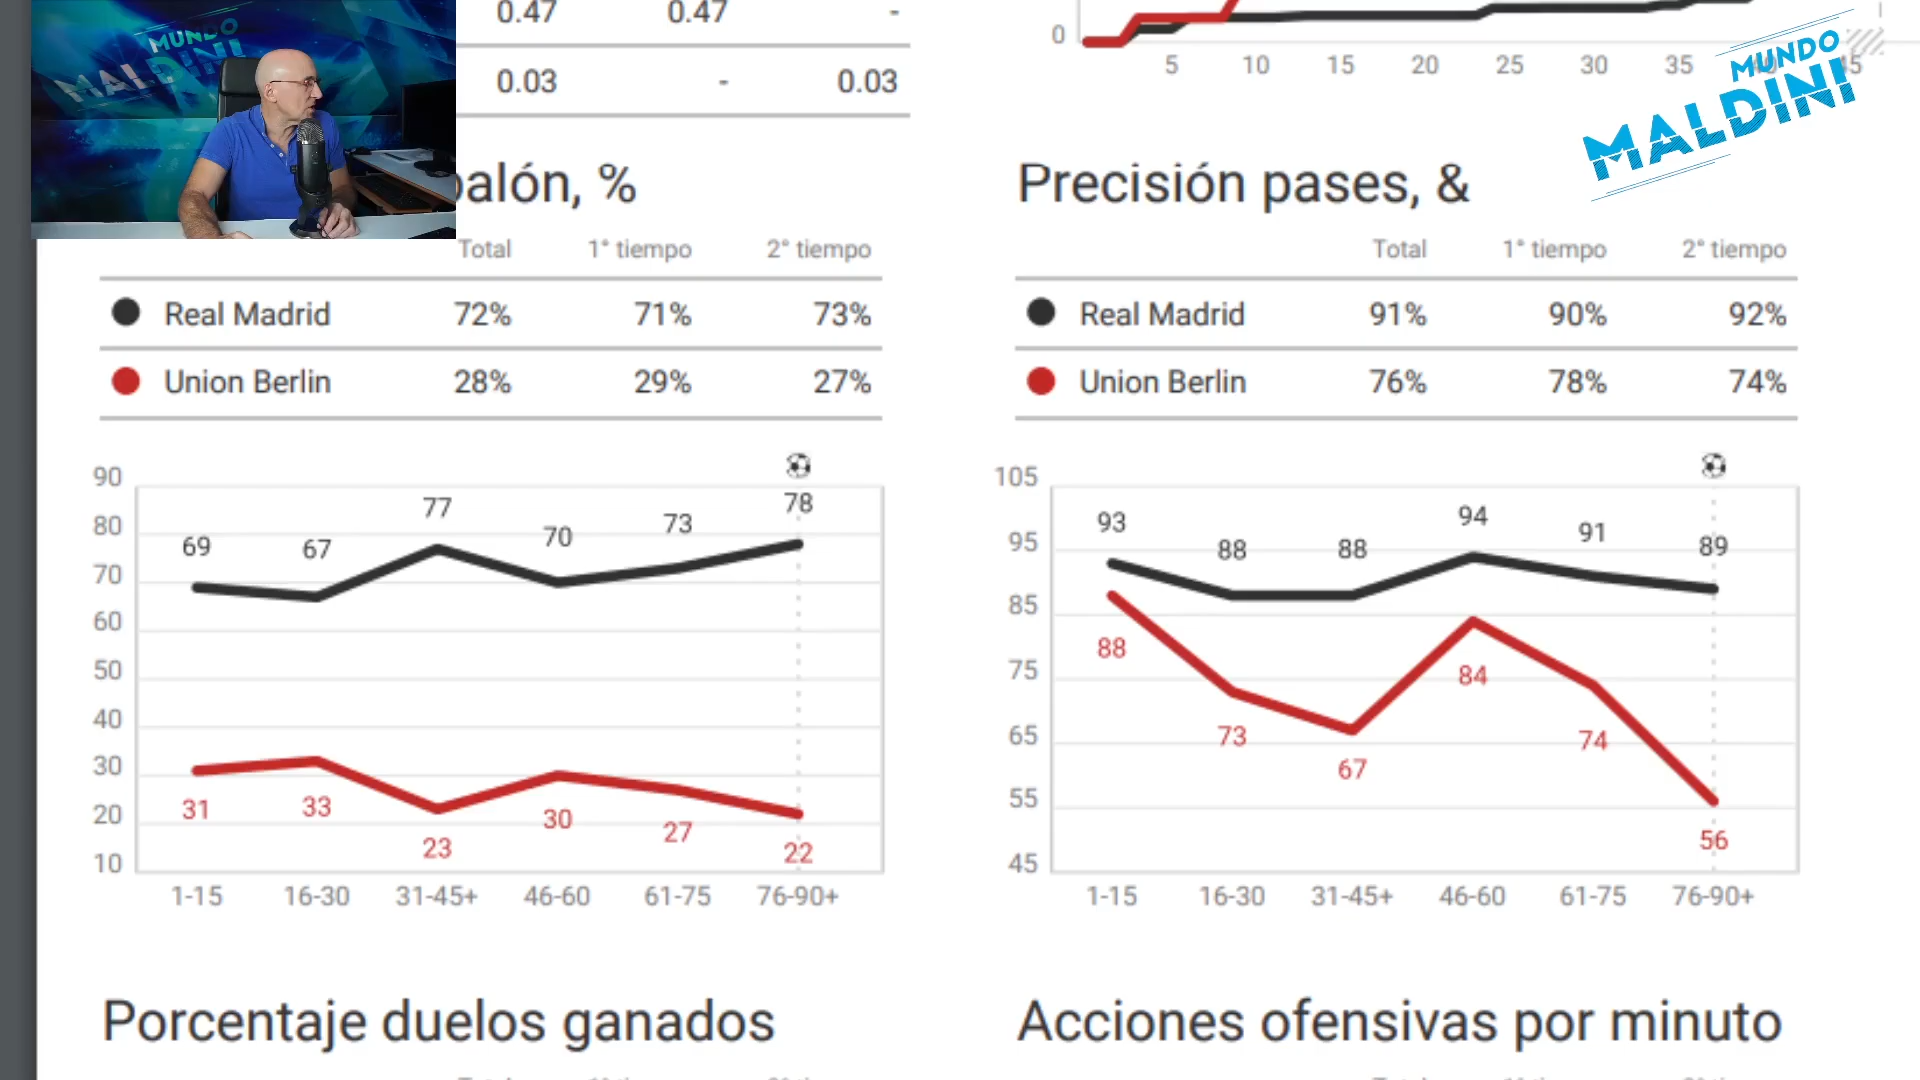 0.47 0.47 -
0.03 - 0.03
0
5 10 15 20 25 30 35 40 45
MUNDO
MALDINI
MUNDO
MALDINI
balón, %
Total 1° tiempo 2° tiempo
Real Madrid 72% 71% 73%
Union Berlin 28% 29% 27%
90
80
70
60
50
40
30
20
10
69 67 77 70 73 78
31 33 23 30 27 22
1-15 16-30 31-45+ 46-60 61-75 76-90+
Precisión pases, &
Total 1° tiempo 2° tiempo
Real Madrid 91% 90% 92%
Union Berlin 76% 78% 74%
105
95
85
75
65
55
45
93 88 88 94 91 89
88 73 67 84 74 56
1-15 16-30 31-45+ 46-60 61-75 76-90+
Porcentaje duelos ganados
Acciones ofensivas por minuto